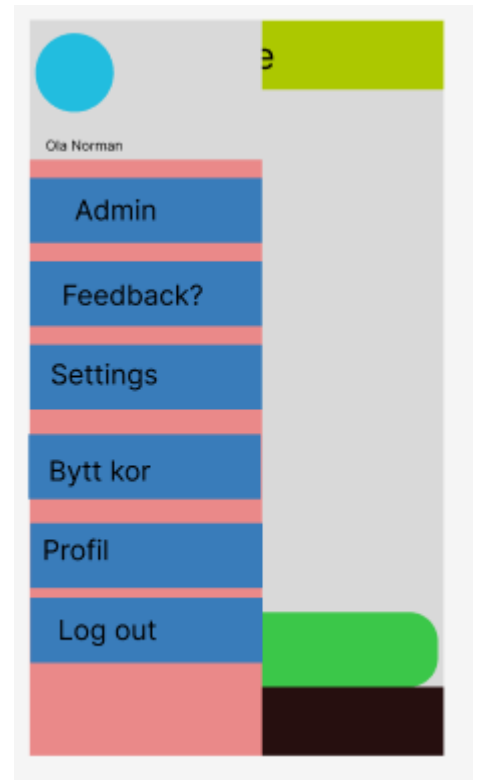 e
Ola Norman
Admin
Feedback?
Settings
Bytt kor
Profil
Log out